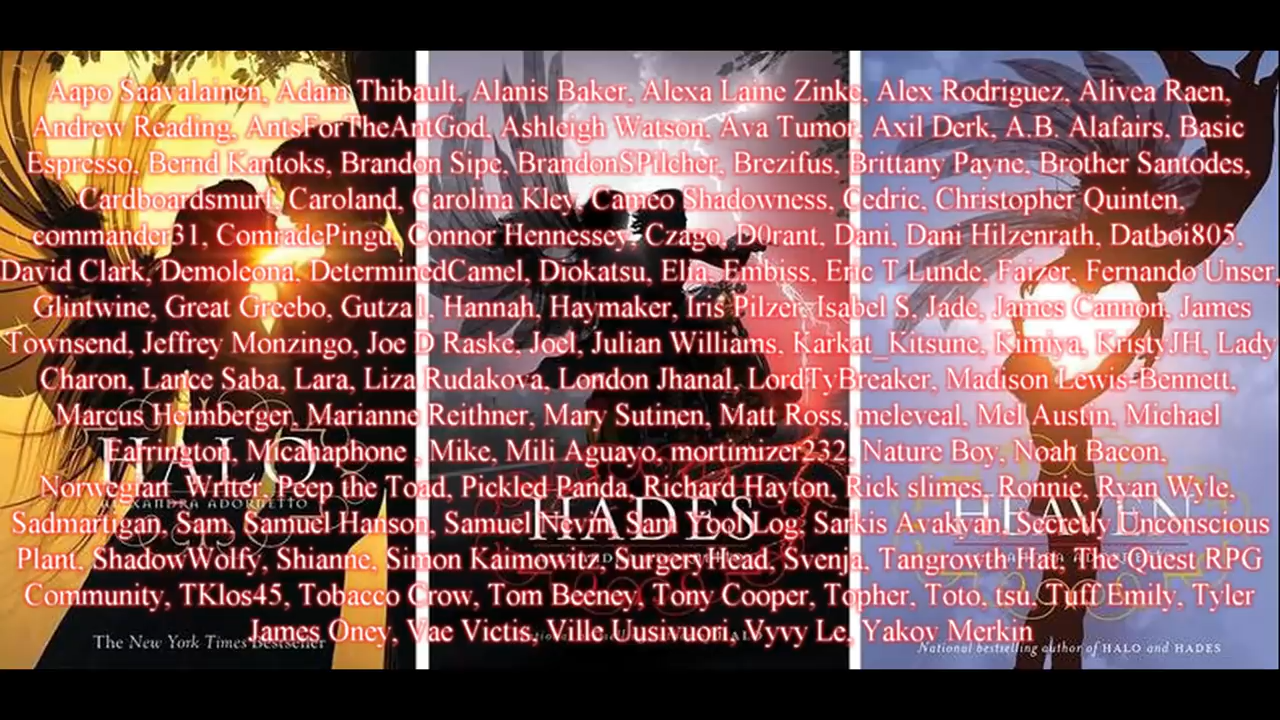 Aapo Saavalainen, Adam Thibault, Alanis Baker, Alexa Laine Zinke, Alex Rodriguez, Alivea Raen,
Andrew Reading, AntsForTheAntGod, Ashleigh Watson, Ava Tumor, Axil Derk, A.B. Alafairs, Basic
Espresso, Bernd Kantoks, Brandon Sipe, BrandonSPilcher, Brezifus, Brittany Payne, Brother Santodes,
Cardboardsmurf, Caroland, Carolina Kley, Cameo Shadowness, Cedric, Christopher Quinten,
commander31, ComradePingu, Connor Hennessey, Czago, D0rant, Dani, Dani Hilzenrath, Datboi805,
David Clark, Demoleona, DeterminedCamel, Diokatsu, Elia, Embiss, Eric T Lunde, Faizer, Fernando Unser,
Glintwine, Great Greebo, Gutza1, Hannah, Haymaker, Iris Pilzer, Isabel S, Jade, James Cannon, James
Townsend, Jeffrey Monzingo, Joe D Raske, Joel, Julian Williams, Karkat_Kitsune, Kimiya, KristyJH, Lady
Charon, Lance Saba, Lara, Liza Rudakova, London Jhanal, LordTyBreaker, Madison Lewis-Bennett,
Marcus Heimberger, Marianne Reithner, Mary Sutinen, Matt Ross, meleveal, Mel Austin, Michael
Earrington, Micahaphone , Mike, Mili Aguayo, mortimizer232, Nature Boy, Noah Bacon,
HALO
Norwegian Writer, Peep the Toad, Pickled Panda, Richard Hayton, Rick slimes, Ronnie, Ryan Wyle,
ALEXANDRA ADORNETTO
HADES
HEAVEN
Sadmartigan, Sam, Samuel Hanson, Samuel Nevin, Sam Yool Log, Sarkis Avakyan, Secretly Unconscious
Plant, ShadowWolfy, Shianne, Simon Kaimowitz, SurgeryHead, Svenja, Tangrowth Hat, The Quest RPG
Community, TKlos45, Tobacco Crow, Tom Beeney, Tony Cooper, Topher, Toto, tsu, Tuff Emily, Tyler
James Oney, Vae Victis, Ville Uusivuori, Vyvy Le, Yakov Merkin
The New York Times Bestseller
National bestselling author of HALO and HADES